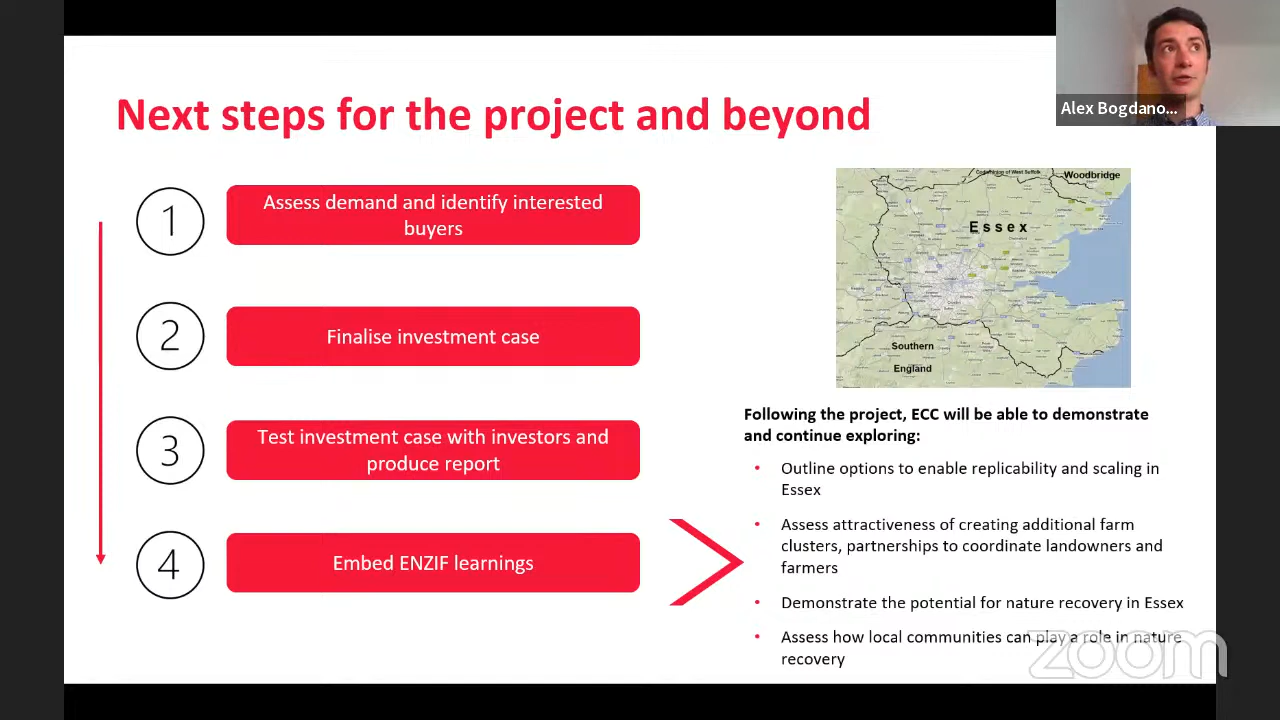 Next steps for the project and beyond
Alex Bogdano...
1
Assess demand and identify interested
buyers
2
Finalise investment case
3
Test investment case with investors and
produce report
4
Embed ENZIF learnings
Woodbridge
Essex
Southern
England
Following the project, ECC will be able to demonstrate
and continue exploring:
• Outline options to enable replicability and scaling in
Essex
• Assess attractiveness of creating additional farm
clusters, partnerships to coordinate landowners and
farmers
• Demonstrate the potential for nature recovery in Essex
• Assess how local communities can play a role in nature
recovery
zoom